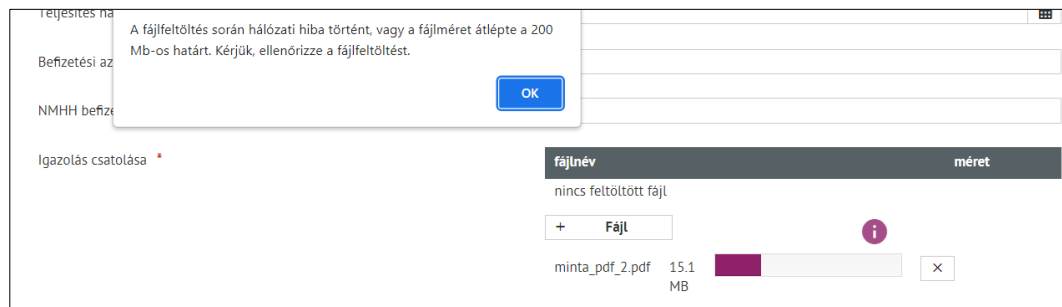 Teljesítés
A fájlfeltöltés során hálózati hiba történt, vagy a fájlméret átlépte a 200
Mb-os határt. Kérjük, ellenőrizze a fájlfeltöltést.
Befizetési az
OK
NMHH befize
Igazolás csatolása *
fájlnév méret
nincs feltöltött fájl
+ Fájl
i
minta_pdf_2.pdf 15.1
MB
×